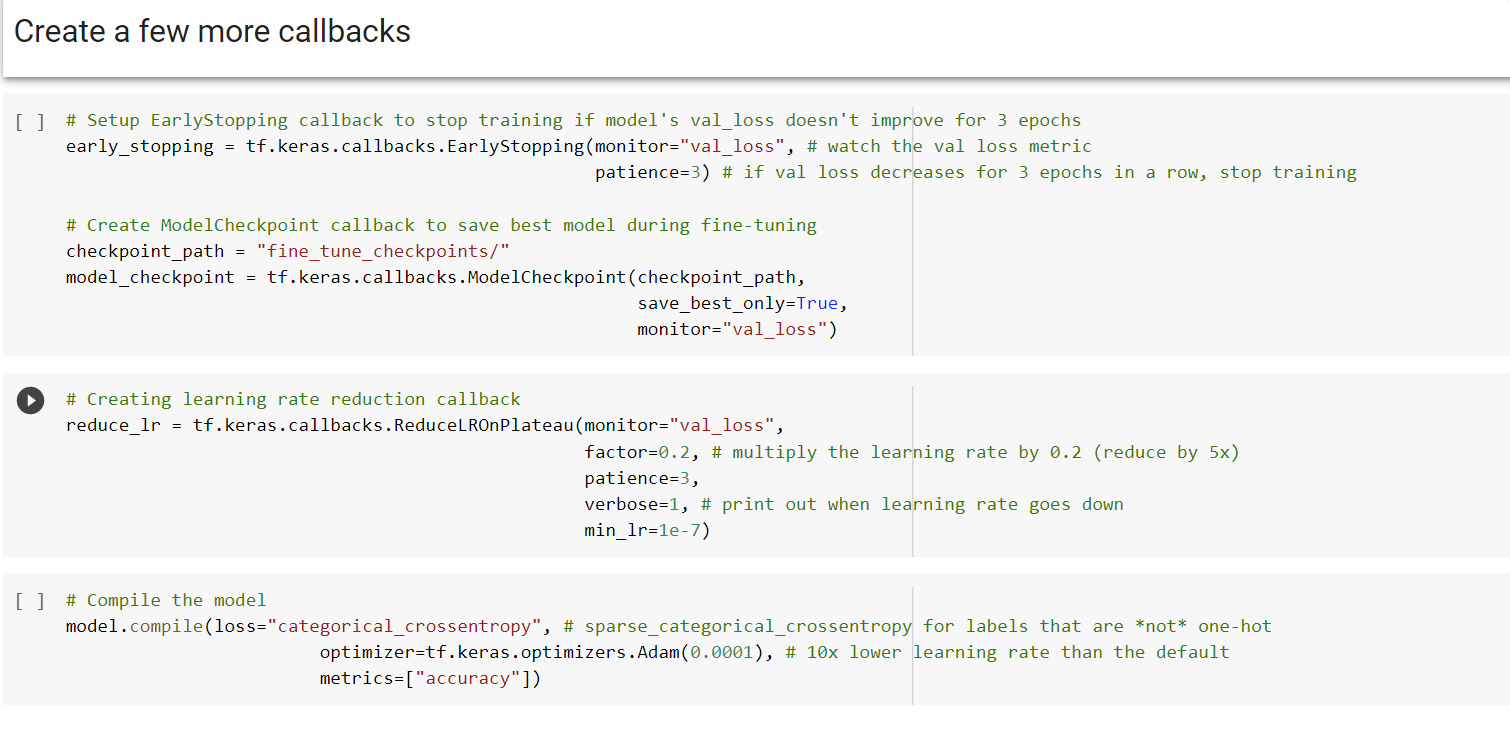 Create a few more callbacks
[ ] # Setup EarlyStopping callback to stop training if model's val_loss doesn't improve for 3 epochs
early_stopping = tf.keras.callbacks.EarlyStopping(monitor="val_loss", # watch the val loss metric
patience=3) # if val loss decreases for 3 epochs in a row, stop training
# Create ModelCheckpoint callback to save best model during fine-tuning
checkpoint_path = "fine_tune_checkpoints/"
model_checkpoint = tf.keras.callbacks.ModelCheckpoint(checkpoint_path,
save_best_only=True,
monitor="val_loss")
# Creating learning rate reduction callback
reduce_lr = tf.keras.callbacks.ReduceLROnPlateau(monitor="val_loss",
factor=0.2, # multiply the learning rate by 0.2 (reduce by 5x)
patience=3,
verbose=1, # print out when learning rate goes down
min_lr=1e-7)
[ ] # Compile the model
model.compile(loss="categorical_crossentropy", # sparse_categorical_crossentropy for labels that are *not* one-hot
optimizer=tf.keras.optimizers.Adam(0.0001), # 10x lower learning rate than the default
metrics=["accuracy"])